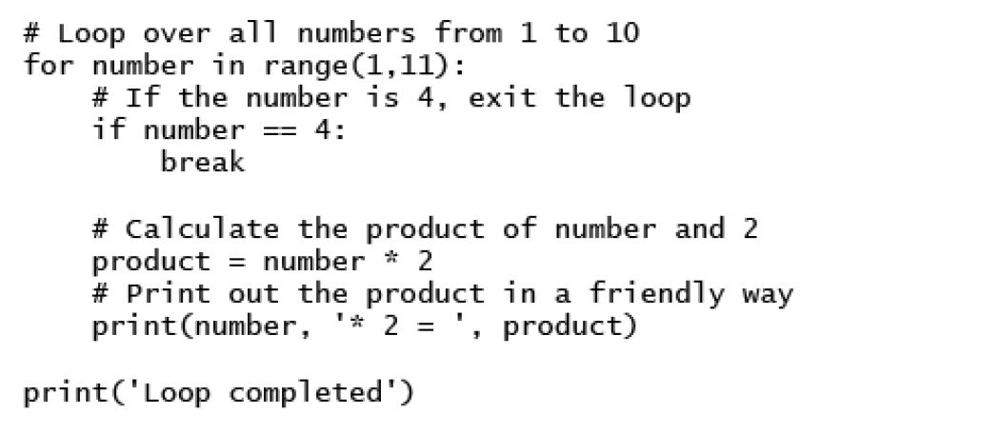 # Loop over all numbers from 1 to 10
for number in range(1,11):
    # If the number is 4, exit the loop
    if number == 4:
        break

    # Calculate the product of number and 2
    product = number * 2
    # Print out the product in a friendly way
    print(number, '* 2 = ', product)

print('Loop completed')